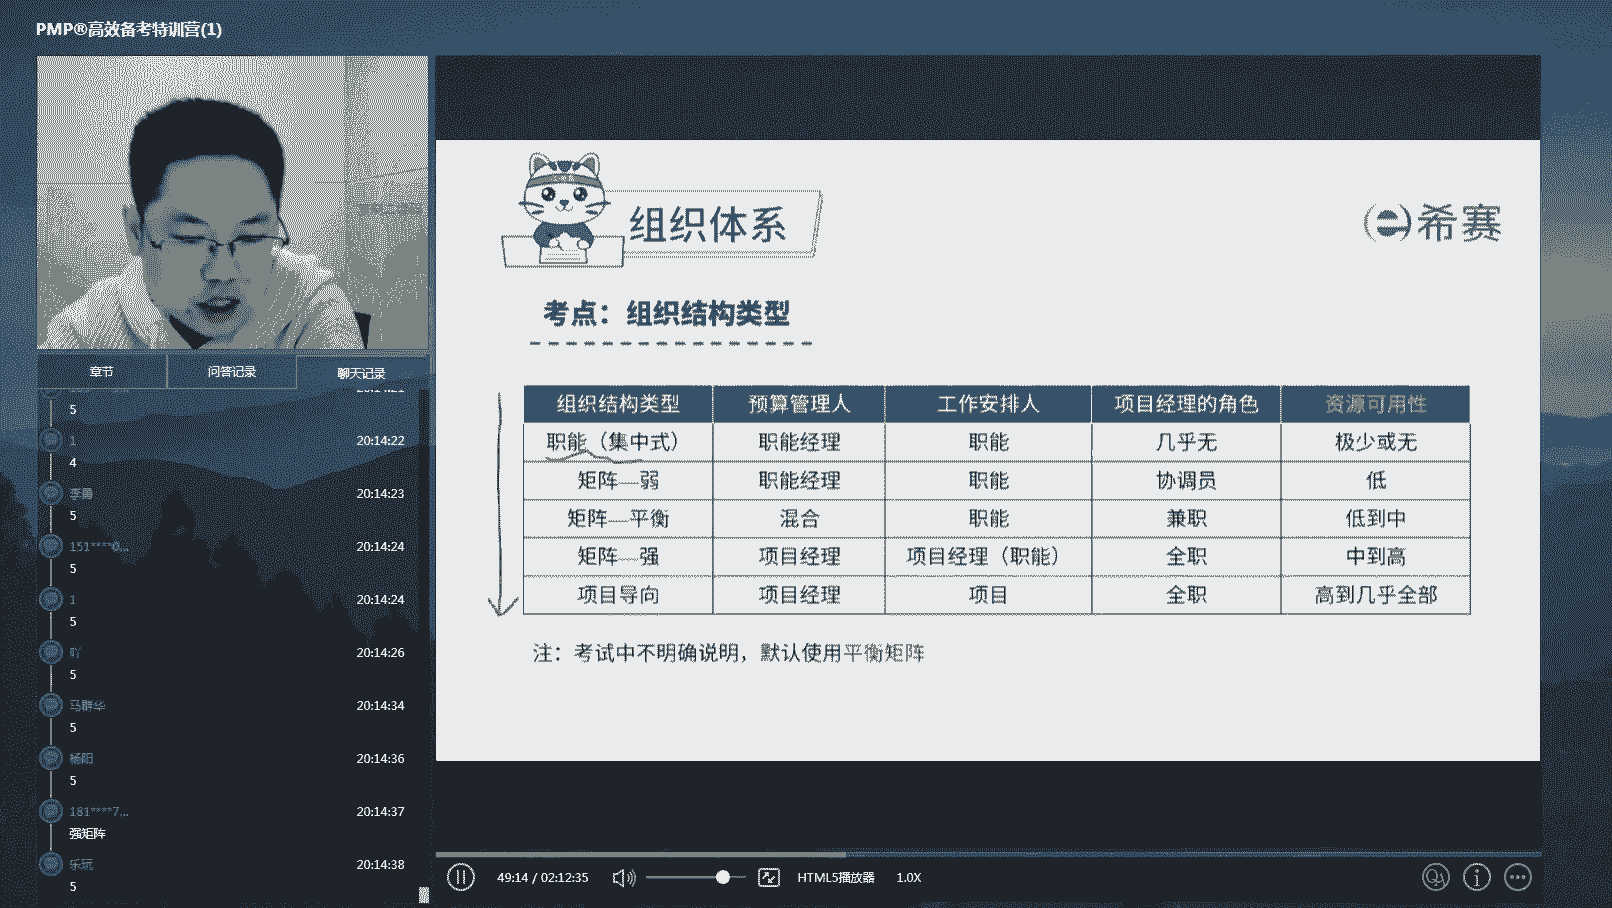 PMP®高效备考特训营(1)
章节
问答记录
聊天记录
5
1
20:14:22
4
李勇
20:14:23
5
151****0...
20:14:24
5
1
20:14:24
5
吖
20:14:26
5
马群华
20:14:34
5
杨阳
20:14:36
5
181****7...
20:14:37
强矩阵
乐玩
20:14:38
5
组织体系
希赛
考点：组织结构类型
组织结构类型 预算管理人 工作安排人 项目经理的角色 资源可用性
职能（集中式） 职能经理 职能 几乎无 极少或无
矩阵—弱 职能经理 职能 协调员 低
矩阵—平衡 混合 职能 兼职 低到中
矩阵—强 项目经理 项目经理（职能） 全职 中到高
项目导向 项目经理 项目 全职 高到几乎全部
注：考试中不明确说明，默认使用平衡矩阵
49:14 / 02:12:35
HTML5播放器
1.0X